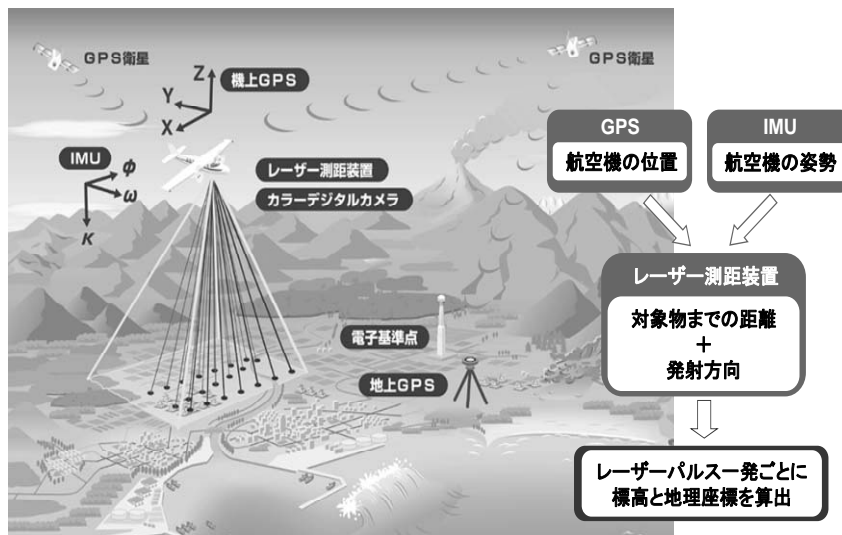 GPS衛星
GPS衛星
Z
Y
X
機上GPS
IMU
φ
ω
κ
レーザー測距装置
カラーデジタルカメラ
電子基準点
地上GPS
GPS
航空機の位置
IMU
航空機の姿勢
レーザー測距装置
対象物までの距離
+
発射方向
レーザーパルス一発ごとに
標高と地理座標を算出